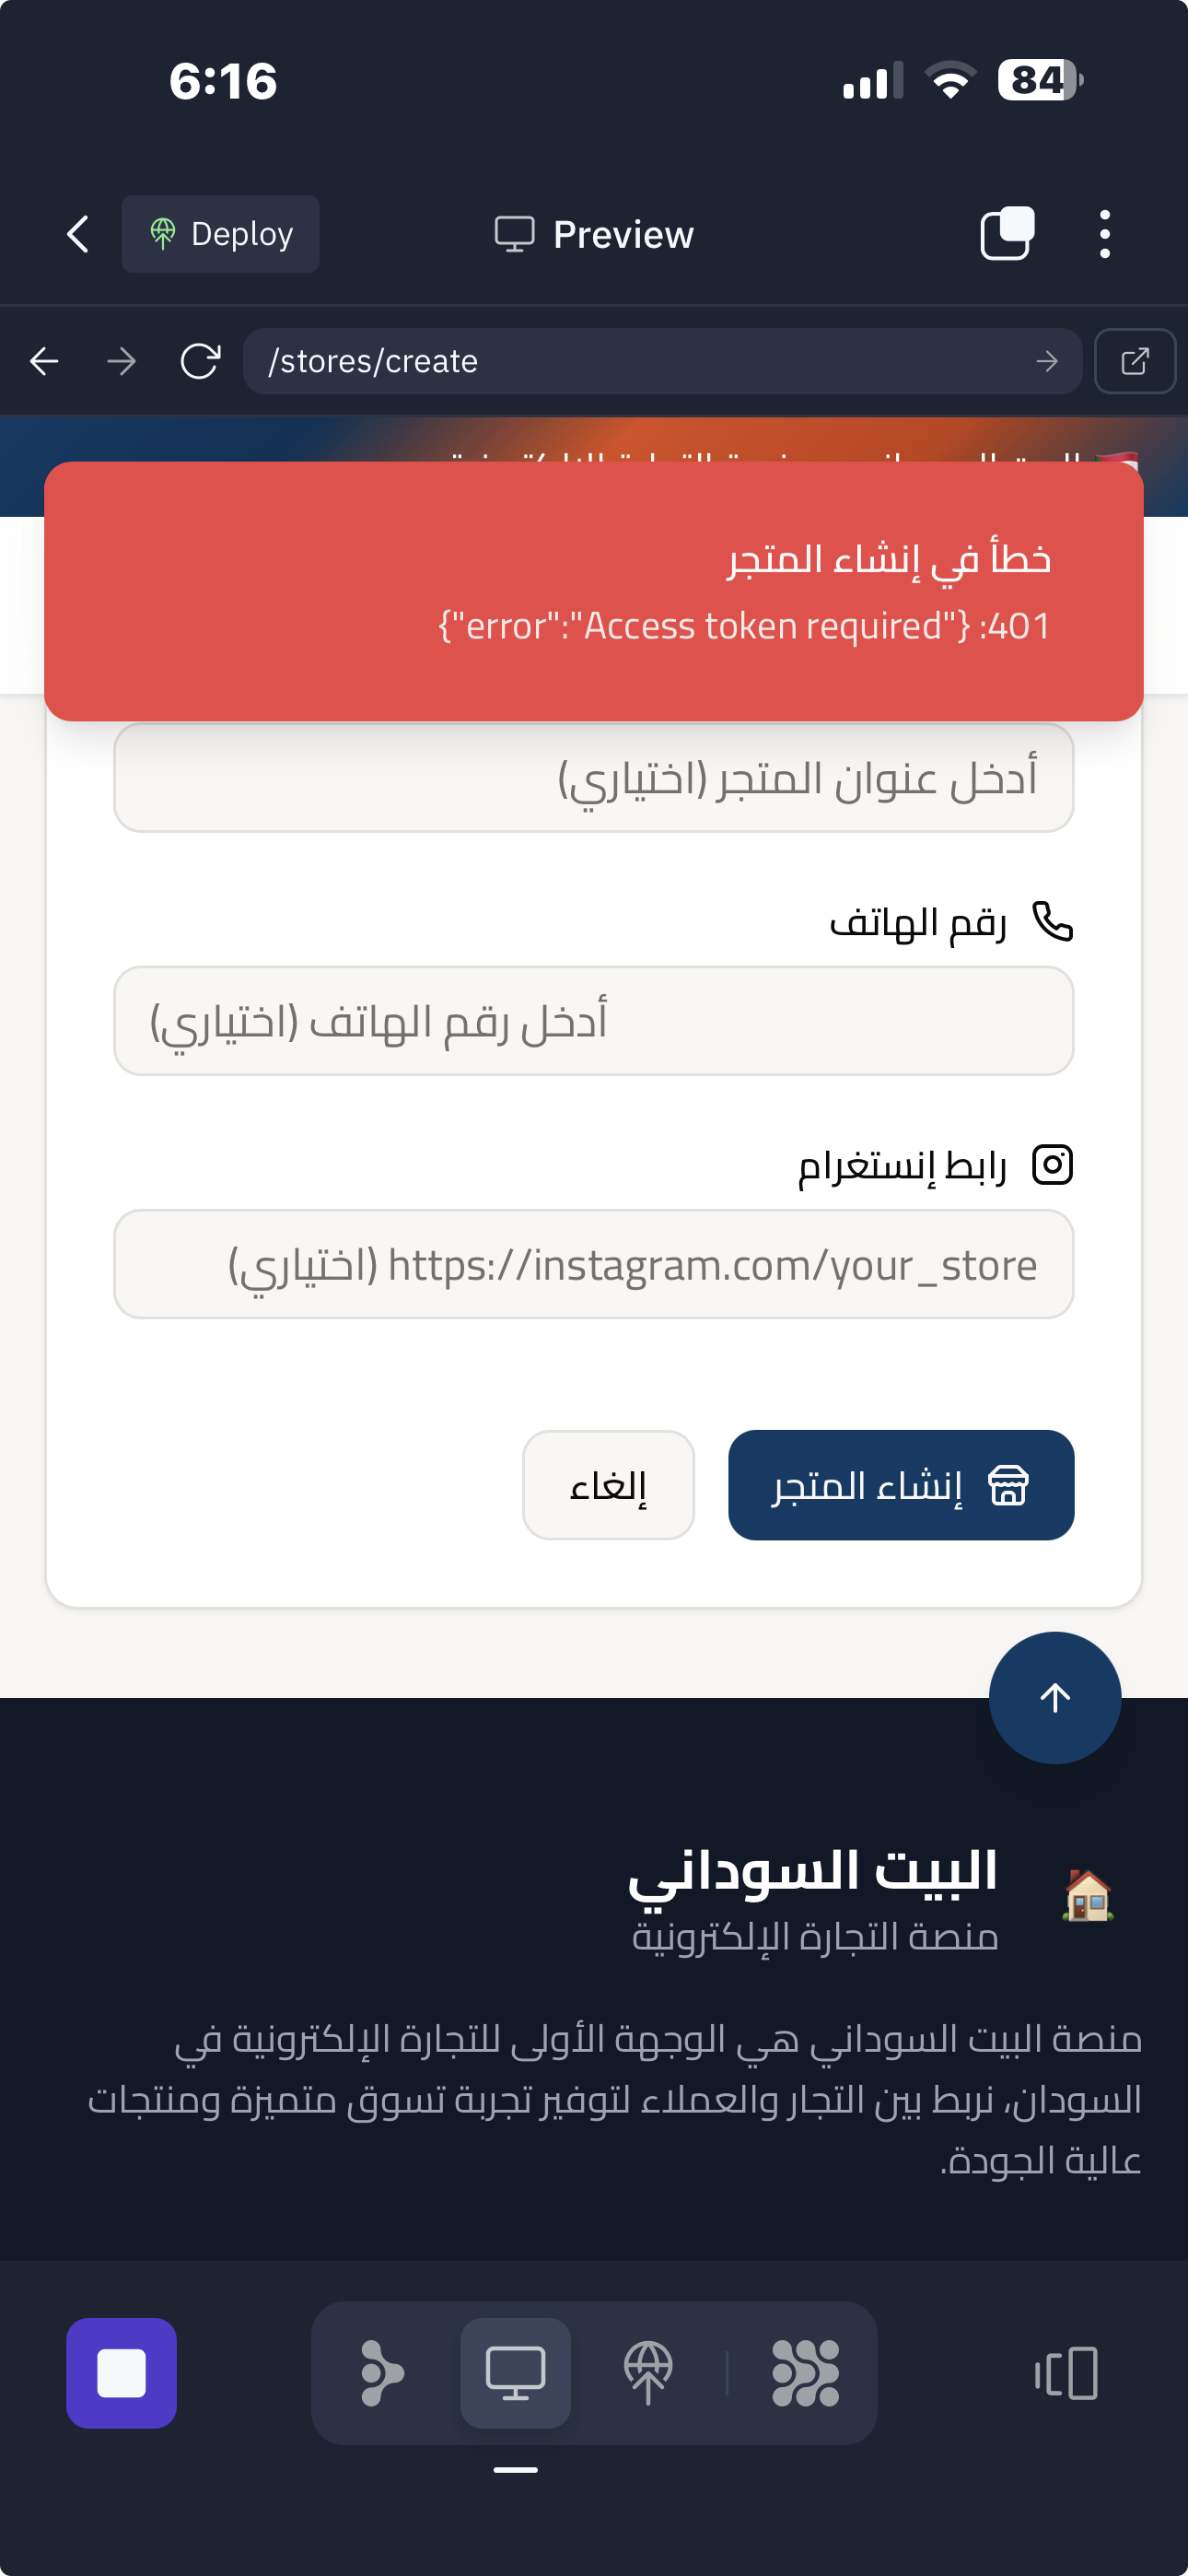 6:16
84
Deploy
Preview
/stores/create
خطأ في إنشاء المتجر
401: {"error":"Access token required"}
أدخل عنوان المتجر (اختياري)
رقم الهاتف
أدخل رقم الهاتف (اختياري)
رابط إنستغرام
https://instagram.com/your_store (اختياري)
إنشاء المتجر
إلغاء
البيت السوداني
منصة التجارة الإلكترونية
منصة البيت السوداني هي الوجهة الأولى للتجارة الإلكترونية في
السودان، نربط بين التجار والعملاء لتوفير تجربة تسوق متميزة ومنتجات
عالية الجودة.